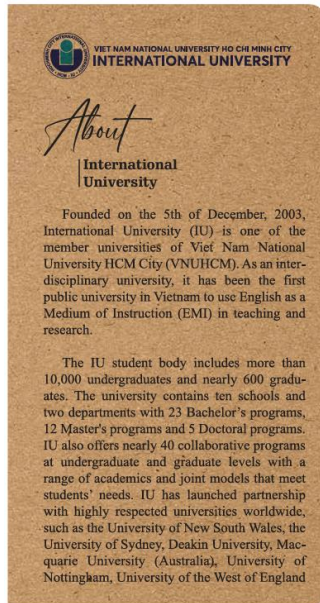 VIET NAM NATIONAL UNIVERSITY HO CHI MINH CITY
INTERNATIONAL UNIVERSITY
About
International
University
Founded on the 5th of December, 2003,
International University (IU) is one of the
member universities of Viet Nam National
University HCM City (VNUHCM). As an inter-
disciplinary university, it has been the first
public university in Vietnam to use English as a
Medium of Instruction (EMI) in teaching and
research.
The IU student body includes more than
10,000 undergraduates and nearly 600 gradu-
ates. The university contains ten schools and
two departments with 23 Bachelor's programs,
12 Master's programs and 5 Doctoral programs.
IU also offers nearly 40 collaborative programs
at undergraduate and graduate levels with a
range of academics and joint models that meet
students' needs. IU has launched partnership
with highly respected universities worldwide,
such as the University of New South Wales, the
University of Sydney, Deakin University, Mac-
quarie University (Australia), University of
Nottingham, University of the West of England